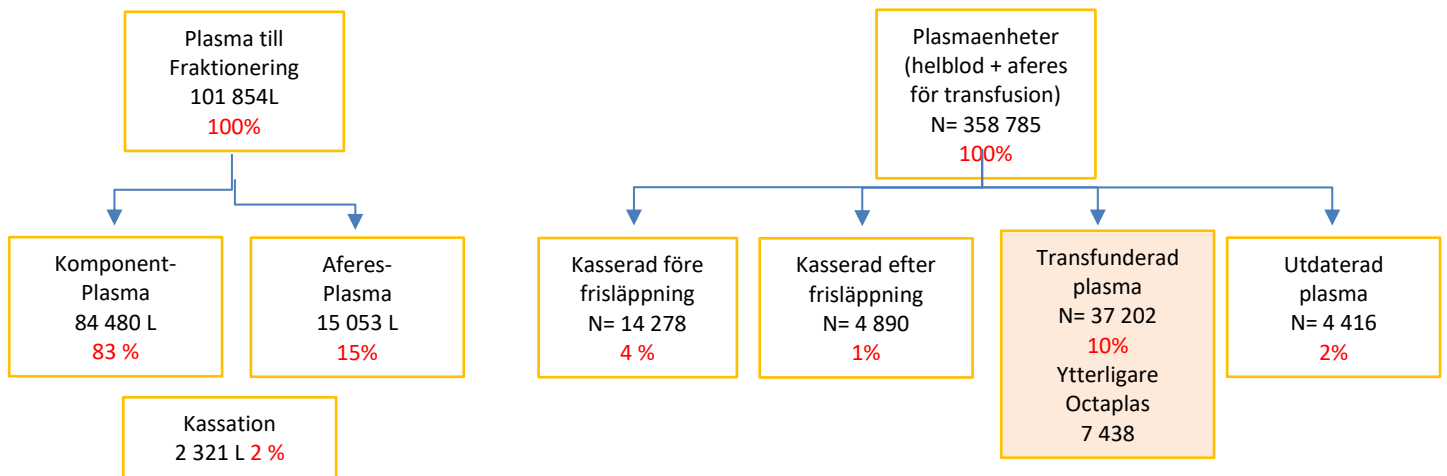 Plasma till
Fraktionering
101 854L
100%
Komponent-
Plasma
84 480 L
83 %
Aferes-
Plasma
15 053 L
15%
Kassation
2 321 L 2 %
Plasmaenheter
(helblod + aferes
för transfusion)
N= 358 785
100%
Kasserad före
frisläppning
N= 14 278
4 %
Kasserad efter
frisläppning
N= 4 890
1%
Transfunderad
plasma
N= 37 202
10%
Ytterligare
Octaplas
7 438
Utdaterad
plasma
N= 4 416
2%